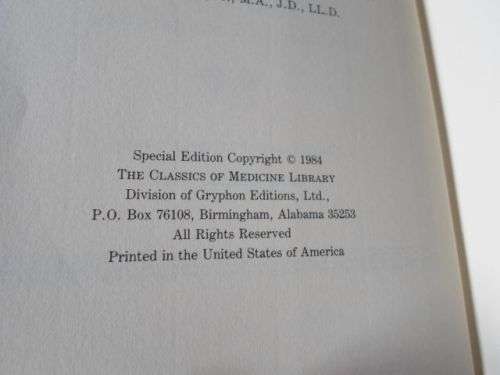 M.A., J.D., LL.D.
Special Edition Copyright © 1984
THE CLASSICS OF MEDICINE LIBRARY
Division of Gryphon Editions, Ltd.,
P.O. Box 76108, Birmingham, Alabama 35253
All Rights Reserved
Printed in the United States of America